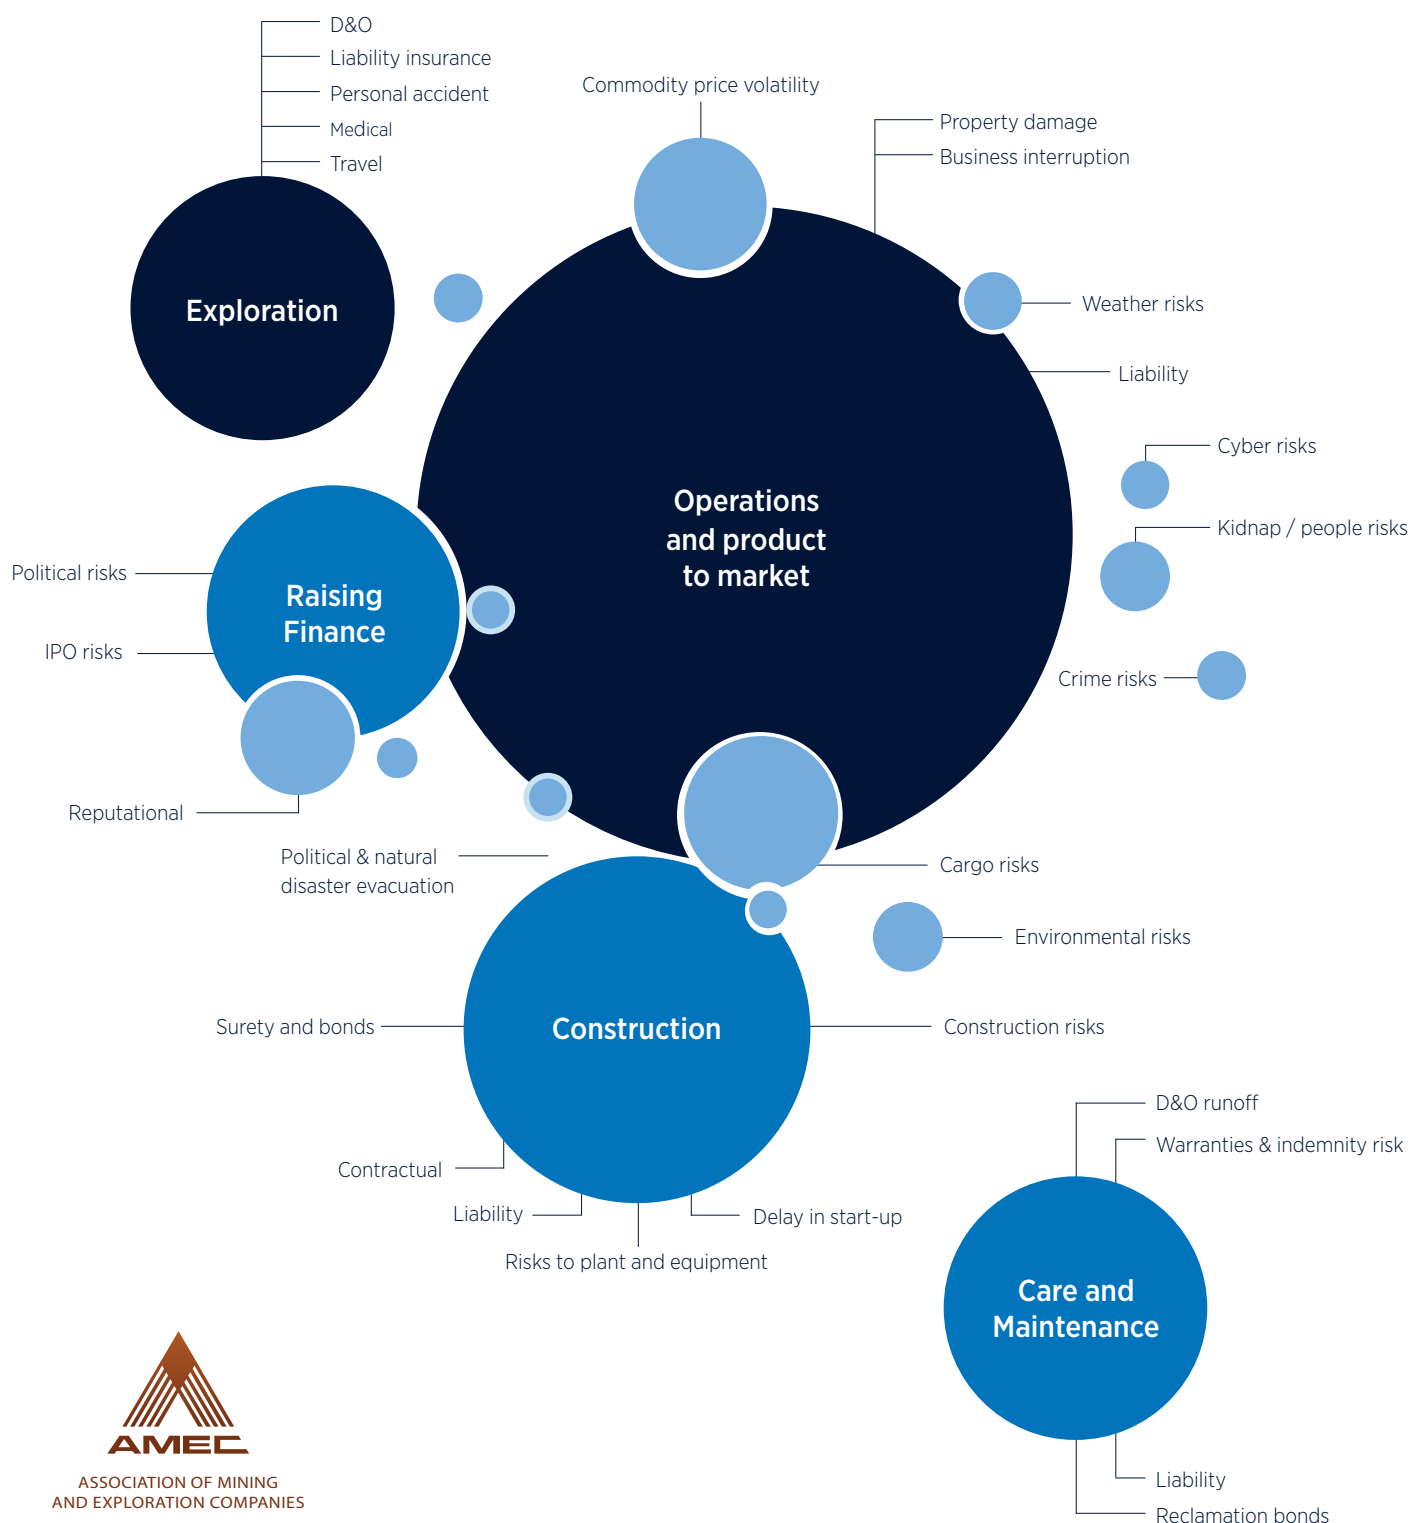 D&O
Liability insurance
Personal accident
Medical
Travel
Exploration
Commodity price volatility
Property damage
Business interruption
Weather risks
Liability
Cyber risks
Kidnap / people risks
Crime risks
Operations
and product
to market
Political risks
IPO risks
Raising
Finance
Reputational
Political & natural
disaster evacuation
Cargo risks
Environmental risks
Surety and bonds
Construction
Construction risks
Contractual
Liability
Risks to plant and equipment
Delay in start-up
D&O runoff
Warranties & indemnity risk
Care and
Maintenance
Liability
Reclamation bonds
AMEC
ASSOCIATION OF MINING
AND EXPLORATION COMPANIES